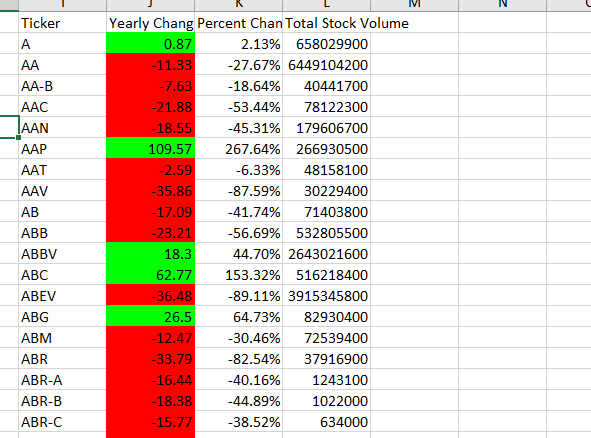 I J K L M N
Ticker Yearly Chang Percent Chan Total Stock Volume
A 0.87 2.13% 658029900
AA -11.33 -27.67% 6449104200
AA-B -7.63 -18.64% 40441700
AAC -21.88 -53.44% 78122300
AAN -18.55 -45.31% 179606700
AAP 109.57 267.64% 266930500
AAT -2.59 -6.33% 48158100
AAV -35.86 -87.59% 30229400
AB -17.09 -41.74% 71403800
ABB -23.21 -56.69% 532805500
ABBV 18.3 44.70% 2643021600
ABC 62.77 153.32% 516218400
ABEV -36.48 -89.11% 3915345800
ABG 26.5 64.73% 82930400
ABM -12.47 -30.46% 72539400
ABR -33.79 -82.54% 37916900
ABR-A -16.44 -40.16% 1243100
ABR-B -18.38 -44.89% 1022000
ABR-C -15.77 -38.52% 634000